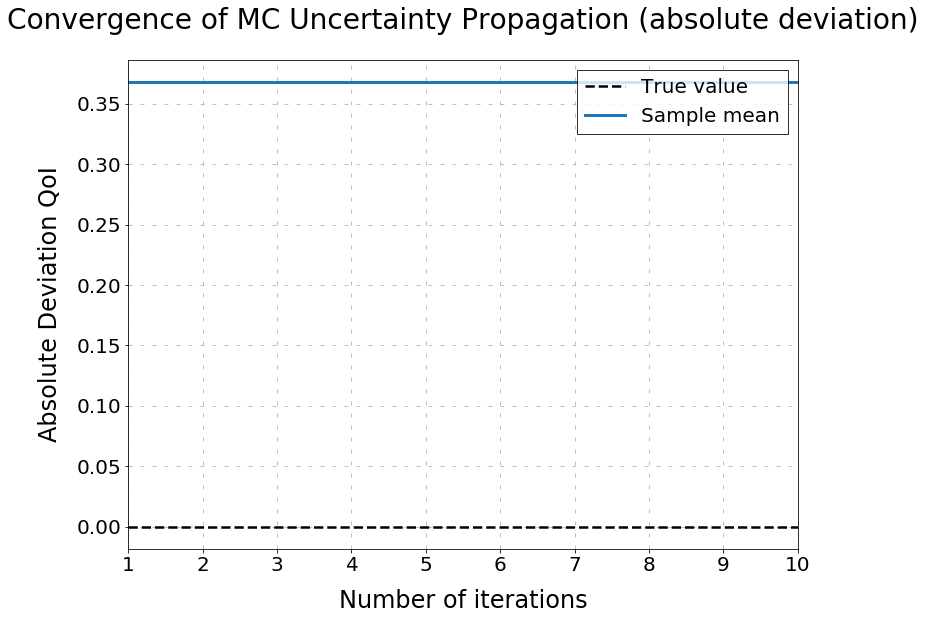 Convergence of MC Uncertainty Propagation (absolute deviation)
True value
Sample mean
Absolute Deviation QoI
0.35
0.30
0.25
0.20
0.15
0.10
0.05
0.00
1 2 3 4 5 6 7 8 9 10
Number of iterations